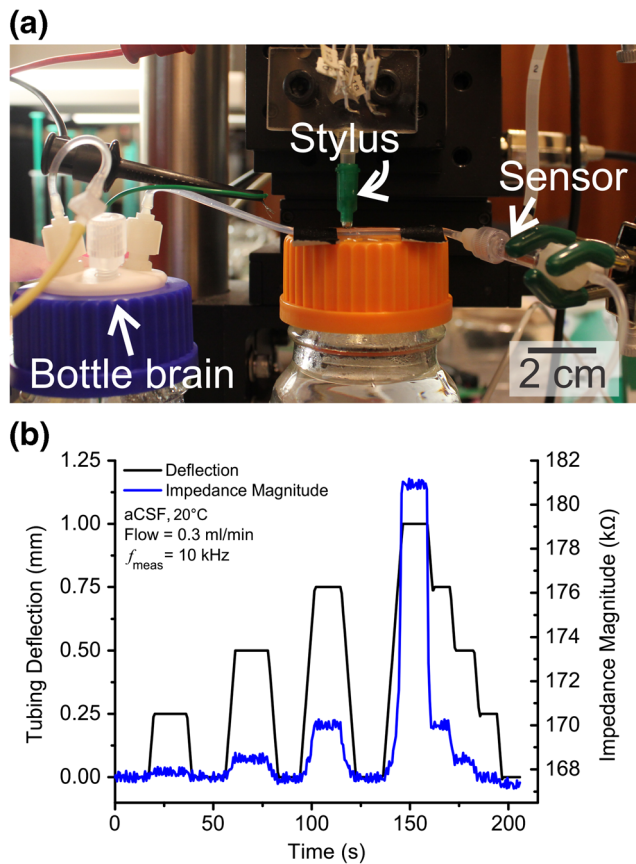 (a)
Stylus
Sensor
Bottle brain
2 cm
(b)
Deflection
Impedance Magnitude
aCSF, 20°C
Flow = 0.3 ml/min
fmeas = 10 kHz
Tubing Deflection (mm)
1.25
1.00
0.75
0.50
0.25
0.00
Impedance Magnitude (kΩ)
182
180
178
176
174
172
170
168
0
50
100
150
200
Time (s)